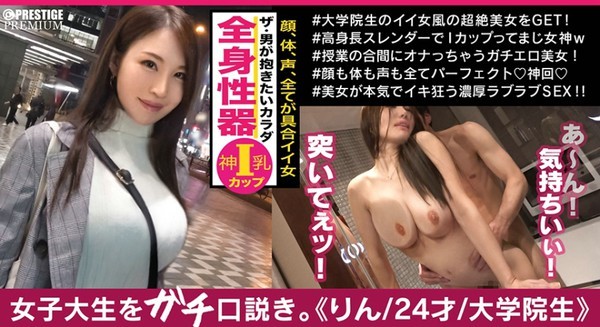 PRESTIGE
PREMIUM
顔、体、声、全てが具合イイ女
ザ・男が抱きたいカラダ
全身性器
神Iカップ乳
#大学院生のイイ女風の超絶美女をGET!
#高身長スレンダーでIカップってまじ女神w
#授業の合間にオナっちゃうガチエロ美女!
#顔も体も声も全てパーフェクト♡神回♡
#美女が本気でイキ狂う濃厚ラブラブSEX!!
あ〜ん!
気持ちいい!
突いてぇッ!
女子大生をガチ口説き。《りん/24才/大学院生》